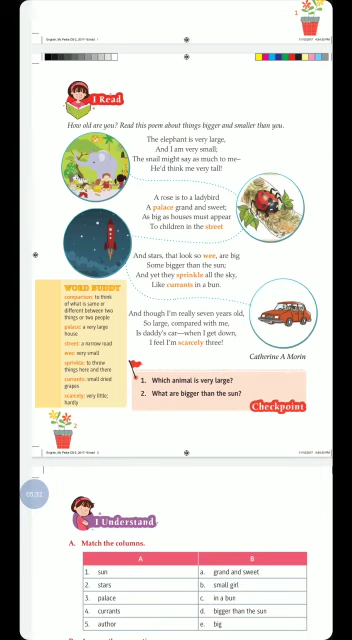 1
I Read
How old are you? Read this poem about things bigger and smaller than you.
The elephant is very large,
And I am very small;
The snail might say as much to me–
He'd think me very tall!
A rose is to a ladybird
A palace grand and sweet;
As big as houses must appear
To children in the street
And stars, that look so wee, are big
Some bigger than the sun;
And yet they sprinkle all the sky,
Like currants in a bun.
And though I'm really seven years old,
So large, compared with me,
Is daddy's car—when I get down,
I feel I'm scarcely three!
Catherine A Morin
WORD BUDDY
comparison: to think
of what is same or
different between two
things or two people
palace: a very large
house
street: a narrow road
wee: very small
sprinkle: to throw
things here and there
currants: small dried
grapes
scarcely: very little;
hardly
1. Which animal is very large?
2. What are bigger than the sun?
Checkpoint
2
05:32
I Understand
A. Match the columns.
A B
1. sun a. grand and sweet
2. stars b. small girl
3. palace c. in a bun
4. currants d. bigger than the sun
5. author e. big